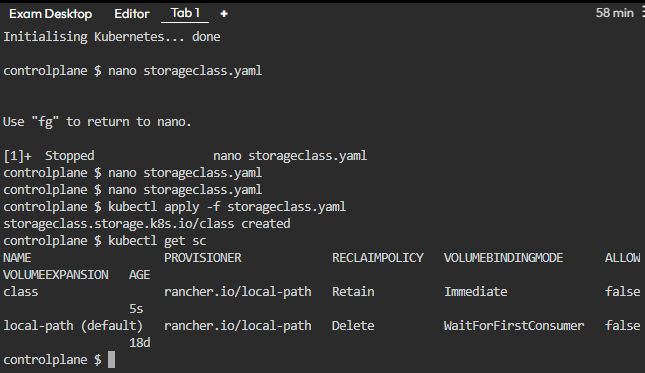 Exam Desktop Editor Tab 1 + 58 min
Initialising Kubernetes... done
controlplane $ nano storageclass.yaml
Use "fg" to return to nano.
[1]+  Stopped                 nano storageclass.yaml
controlplane $ nano storageclass.yaml
controlplane $ nano storageclass.yaml
controlplane $ kubectl apply -f storageclass.yaml
storageclass.storage.k8s.io/class created
controlplane $ kubectl get sc
NAME                   PROVISIONER             RECLAIMPOLICY   VOLUMEBINDINGMODE      ALLOW
VOLUMEEXPANSION   AGE
class                  rancher.io/local-path   Retain          Immediate              false
                  5s
local-path (default)   rancher.io/local-path   Delete          WaitForFirstConsumer   false
                  18d
controlplane $